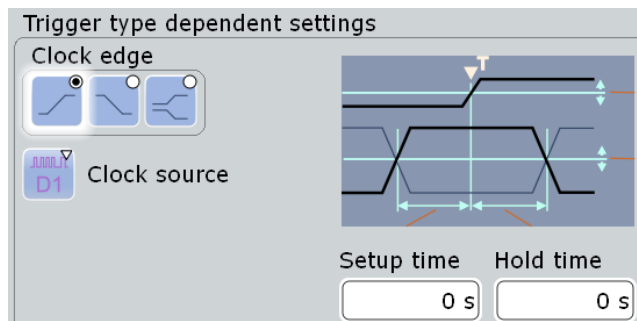 Trigger type dependent settings
Clock edge
T
D1
Clock source
Setup time
Hold time
0 s
0 s